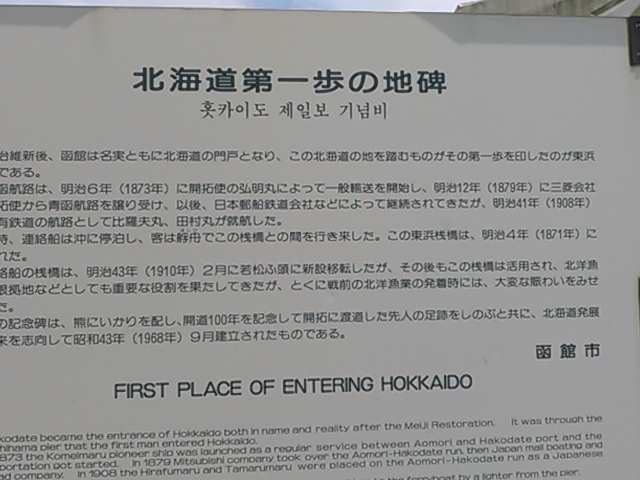 北海道第一歩の地碑
홋카이도 제일보 기념비
治維新後、函館は名実ともに北海道の門戸となり、この北海道の地を踏むものがその第一歩を印したのが東浜
である。
函航路は、明治6年（1873年）に開拓使の弘明丸によって一般輸送を開始し、明治12年（1879年）に三菱会社
拓使から青函航路を譲り受け、以後、日本郵船鉄道会社などによって継続されてきたが、明治41年（1908年）
有鉄道の航路として比羅夫丸、田村丸が就航した。
時、連絡船は沖に停泊し、客は艀舟でこの桟橋との間を行き来した。この東浜桟橋は、明治4年（1871年）に
れた。
絡船の桟橋は、明治43年（1910年）2月に若松ふ頭に新設移転したが、その後もこの桟橋は活用され、北洋漁
根拠地などとしても重要な役割を果たしてきたが、とくに戦前の北洋漁業の発着時には、大変な賑わいをみせ
た。
の記念碑は、熊にいかりを配し、開道100年を記念して開拓に渡道した先人の足跡をしのぶと共に、北海道発展
来を志向して昭和43年（1968年）9月建立されたものである。
函館市
FIRST PLACE OF ENTERING HOKKAIDO
kodate became the entrance of Hokkaido both in name and reality after the Meiji Restoration. It was through the
hihama pier that the first man entered Hokkaido.
873 the Komeimaru pioneer ship was launched as a regular service between Aomori and Hakodate port and the
portation got started. In 1879 Mitsubishi company took over the Aomori-Hakodate run, then Japan mail boating and
ad company. In 1908 the Hirafumaru and Tamarumaru were placed on the Aomori-Hakodate run as a Japanese
ferryboat by a lighter from the pier.